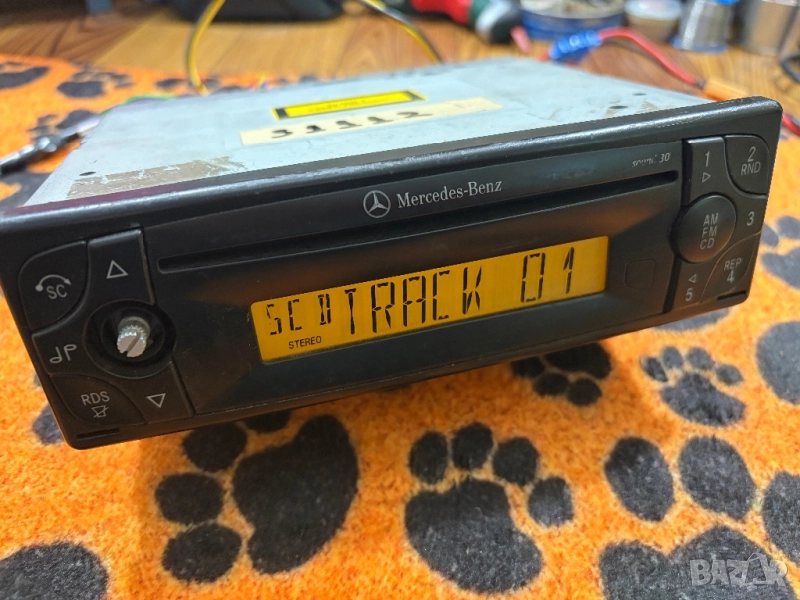 31112
Mercedes-Benz
sound 30
1
2
RND
AM
FM
CD
3
REP
4
5
SC
RDS
SCD TRACK 01
STEREO
BAZAR